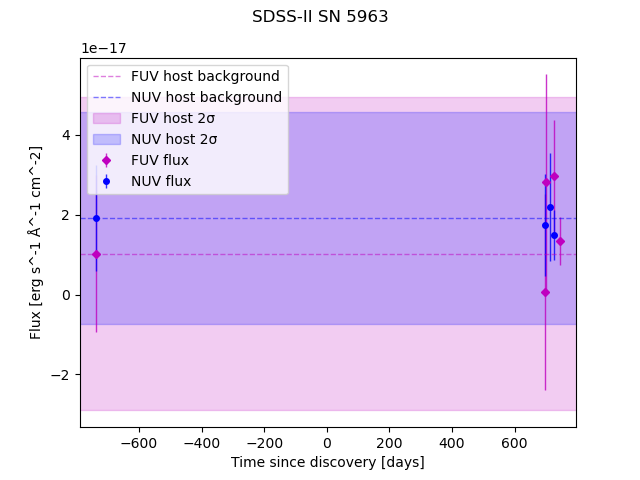 SDSS-II SN 5963
1e−17
FUV host background
NUV host background
FUV host 2σ
NUV host 2σ
FUV flux
NUV flux
4
2
0
−2
Flux [erg s^-1 Å^-1 cm^-2]
−600 −400 −200 0 200 400 600
Time since discovery [days]